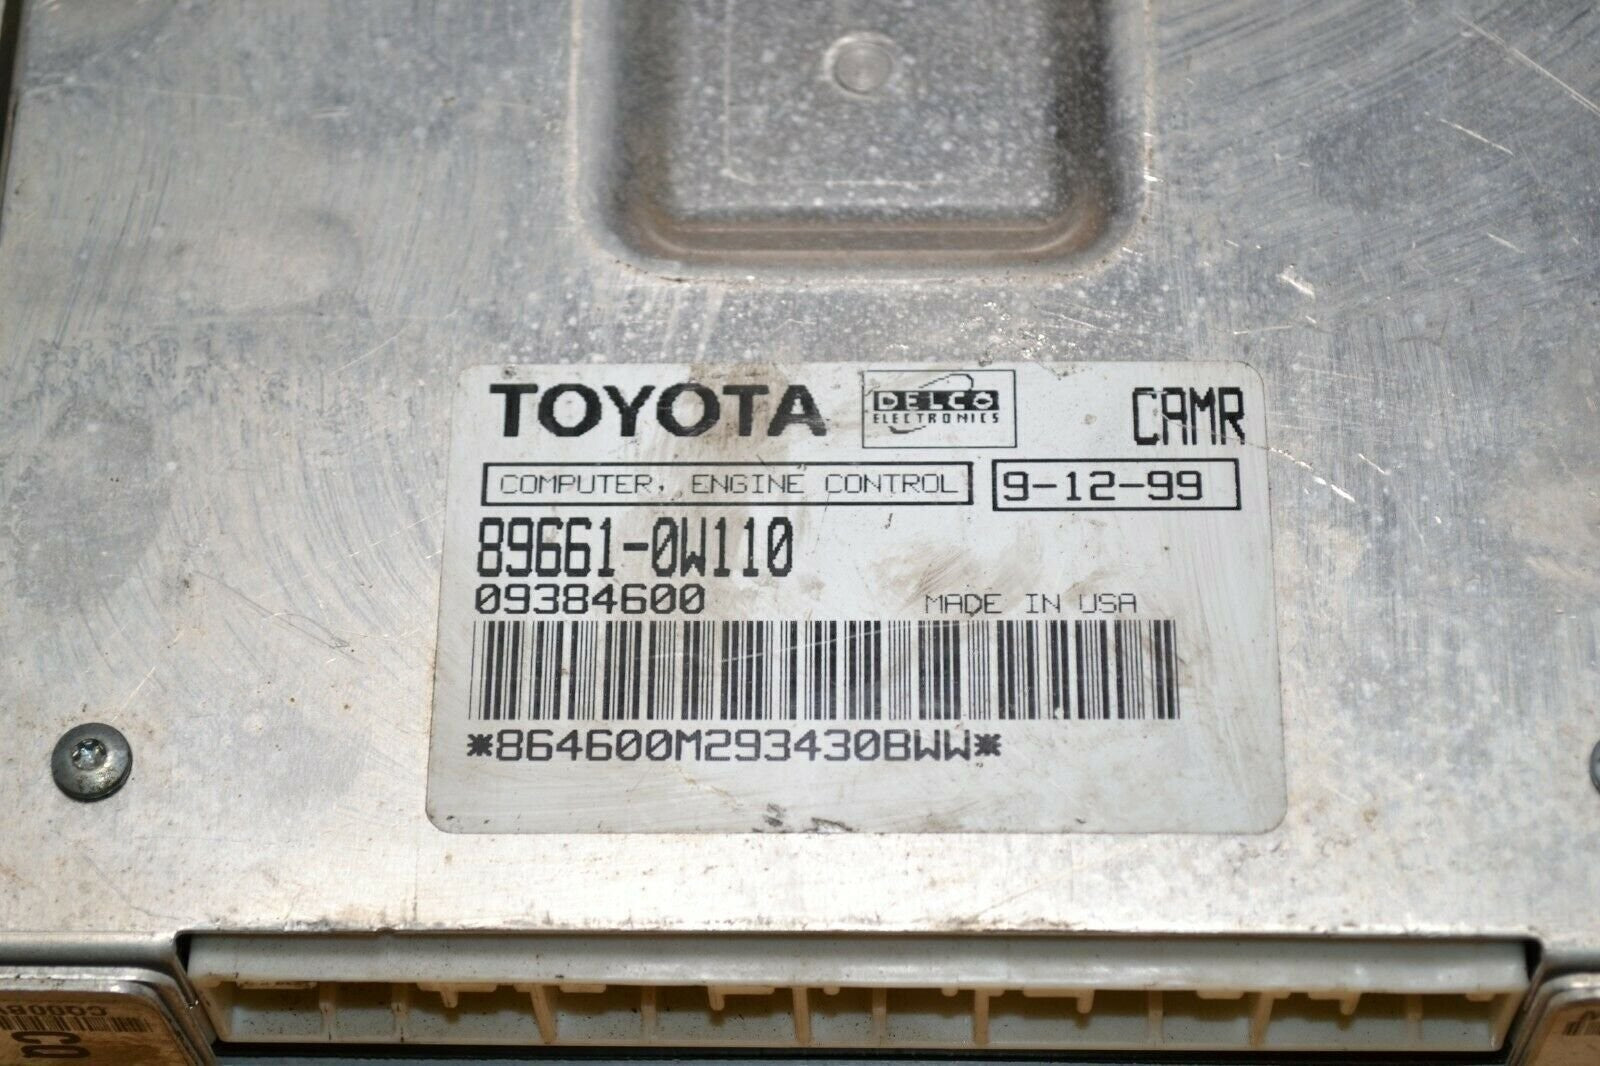 TOYOTA DELCO ELECTRONICS CAMR
COMPUTER, ENGINE CONTROL 9-12-99
89661-0W110
09384600 MADE IN USA
*864600M293430BWW*